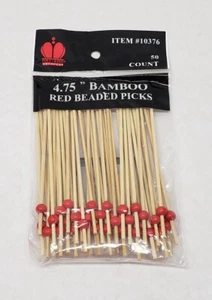 ITEM #10376
50
COUNT
4.75 " BAMBOO
RED BEADED PICKS